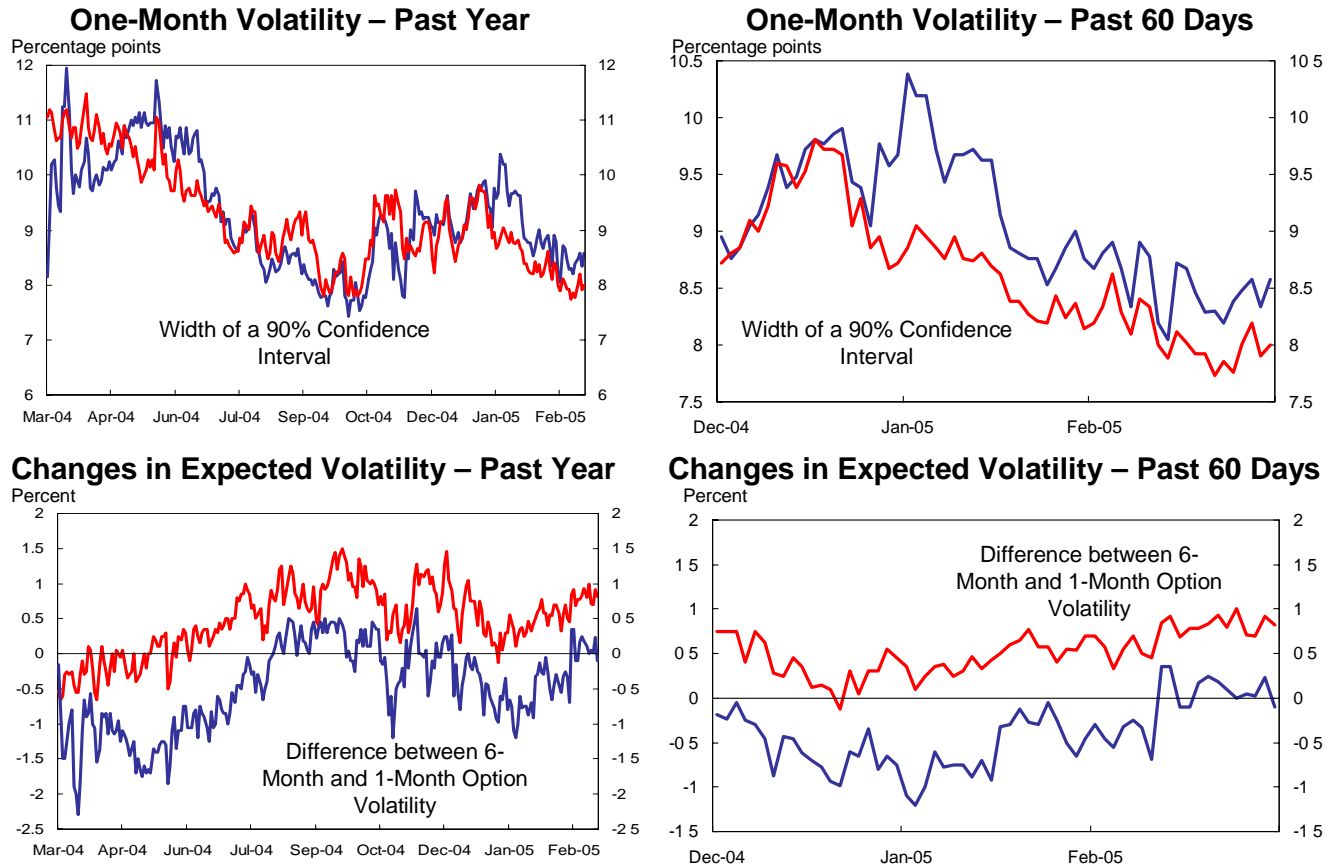 One-Month Volatility – Past Year
Percentage points
12
11
10
9
8
7
6
12
11
10
9
8
7
6
Width of a 90% Confidence
Interval
Mar-04 Apr-04 Jun-04 Jul-04 Sep-04 Oct-04 Dec-04 Jan-05 Feb-05
One-Month Volatility – Past 60 Days
Percentage points
10.5
10
9.5
9
8.5
8
7.5
10 5
10
9.5
9
8.5
8
7.5
Width of a 90% Confidence
Interval
Dec-04 Jan-05 Feb-05
Changes in Expected Volatility – Past Year
Percent
2
1.5
1
0.5
0
-0.5
-1
-1.5
-2
-2.5
2
1 5
1
0 5
0
-0 5
-1
-1 5
-2
-2 5
Difference between 6-
Month and 1-Month Option
Volatility
Mar-04 Apr-04 Jun-04 Jul-04 Sep-04 Oct-04 Dec-04 Jan-05 Feb-05
Changes in Expected Volatility – Past 60 Days
Percent
2
1.5
1
0 5
0
-0.5
-1
-1 5
2
1 5
1
0 5
0
-0 5
-1
-1 5
Difference between 6-
Month and 1-Month Option
Volatility
Dec-04 Jan-05 Feb-05